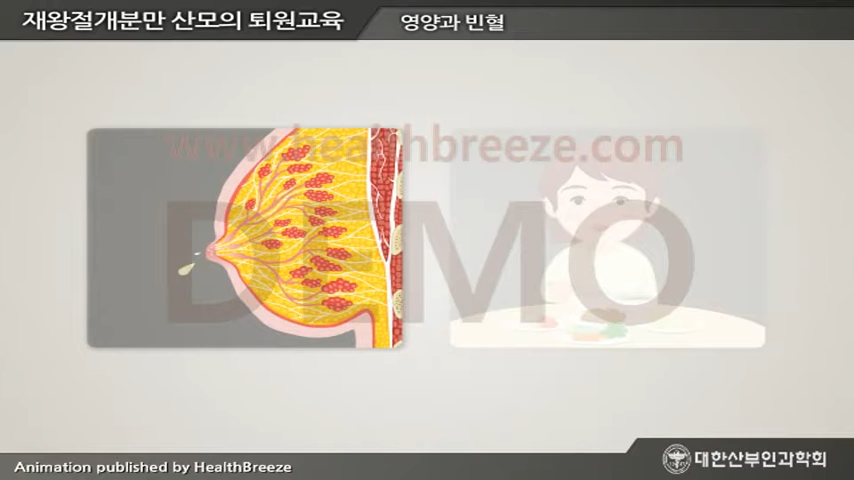 재왕절개분만 산모의 퇴원교육
영양과 빈혈
www.healthbreeze.com
DEMO
Animation published by HealthBreeze
대한산부인과학회